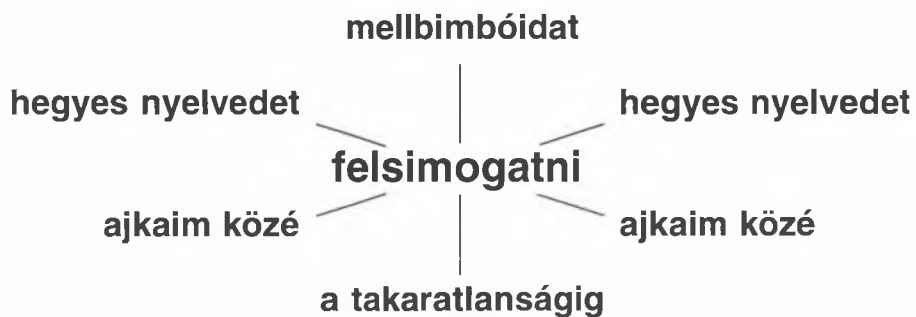 mellbimbóidat
hegyes nyelvedet hegyes nyelvedet
felsimogatni
ajkaim közé ajkaim közé
a takaratlanságig